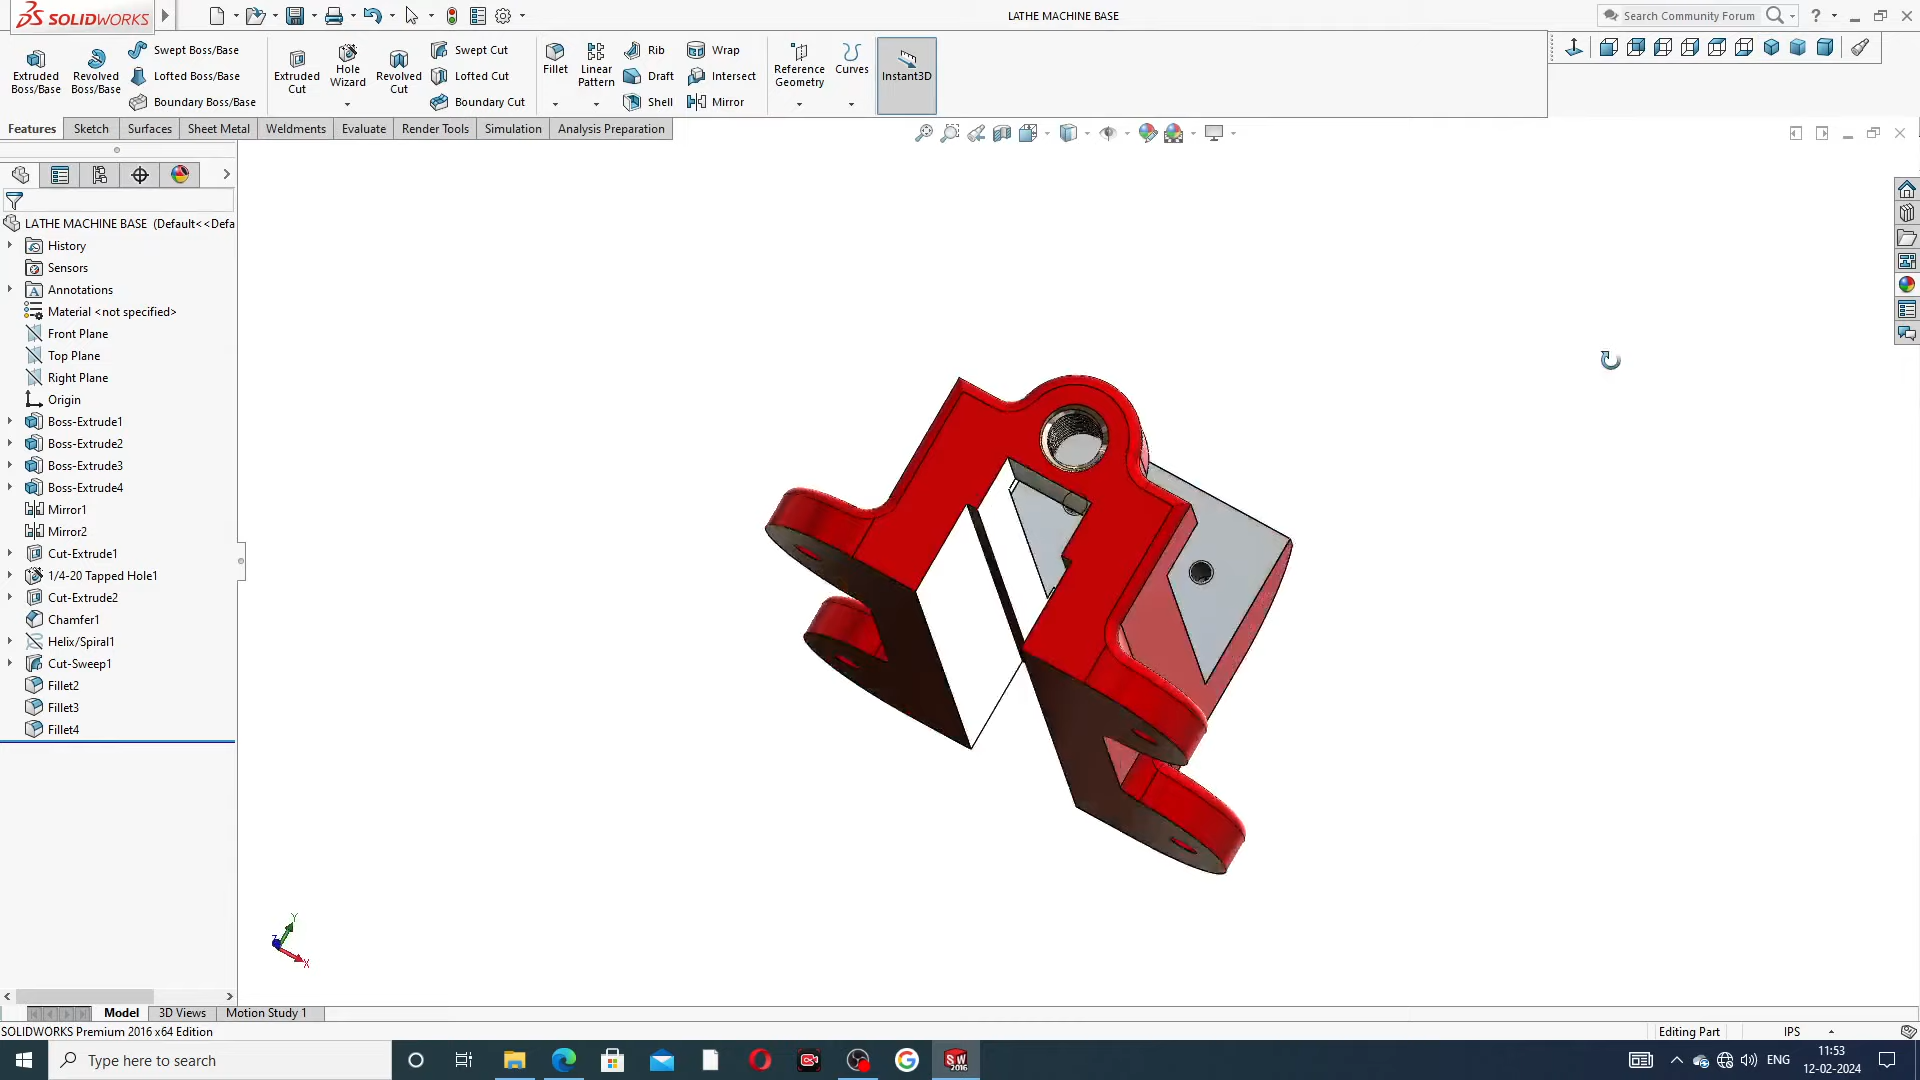 SOLIDWORKS
LATHE MACHINE BASE
Search Community Forum
Extruded Boss/Base
Revolved Boss/Base
Swept Boss/Base
Lofted Boss/Base
Boundary Boss/Base
Extruded Cut
Hole Wizard
Revolved Cut
Swept Cut
Lofted Cut
Boundary Cut
Fillet
Linear Pattern
Rib
Draft
Shell
Wrap
Intersect
Mirror
Reference Geometry
Curves
Instant3D
Features
Sketch
Surfaces
Sheet Metal
Weldments
Evaluate
Render Tools
Simulation
Analysis Preparation
LATHE MACHINE BASE (Default<<Defa
History
Sensors
Annotations
Material <not specified>
Front Plane
Top Plane
Right Plane
Origin
Boss-Extrude1
Boss-Extrude2
Boss-Extrude3
Boss-Extrude4
Mirror1
Mirror2
Cut-Extrude1
1/4-20 Tapped Hole1
Cut-Extrude2
Chamfer1
Helix/Spiral1
Cut-Sweep1
Fillet2
Fillet3
Fillet4
Y
Z
X
Model
3D Views
Motion Study 1
SOLIDWORKS Premium 2016 x64 Edition
Editing Part
IPS
Type here to search
SW
2016
ENG
11:53
12-02-2024